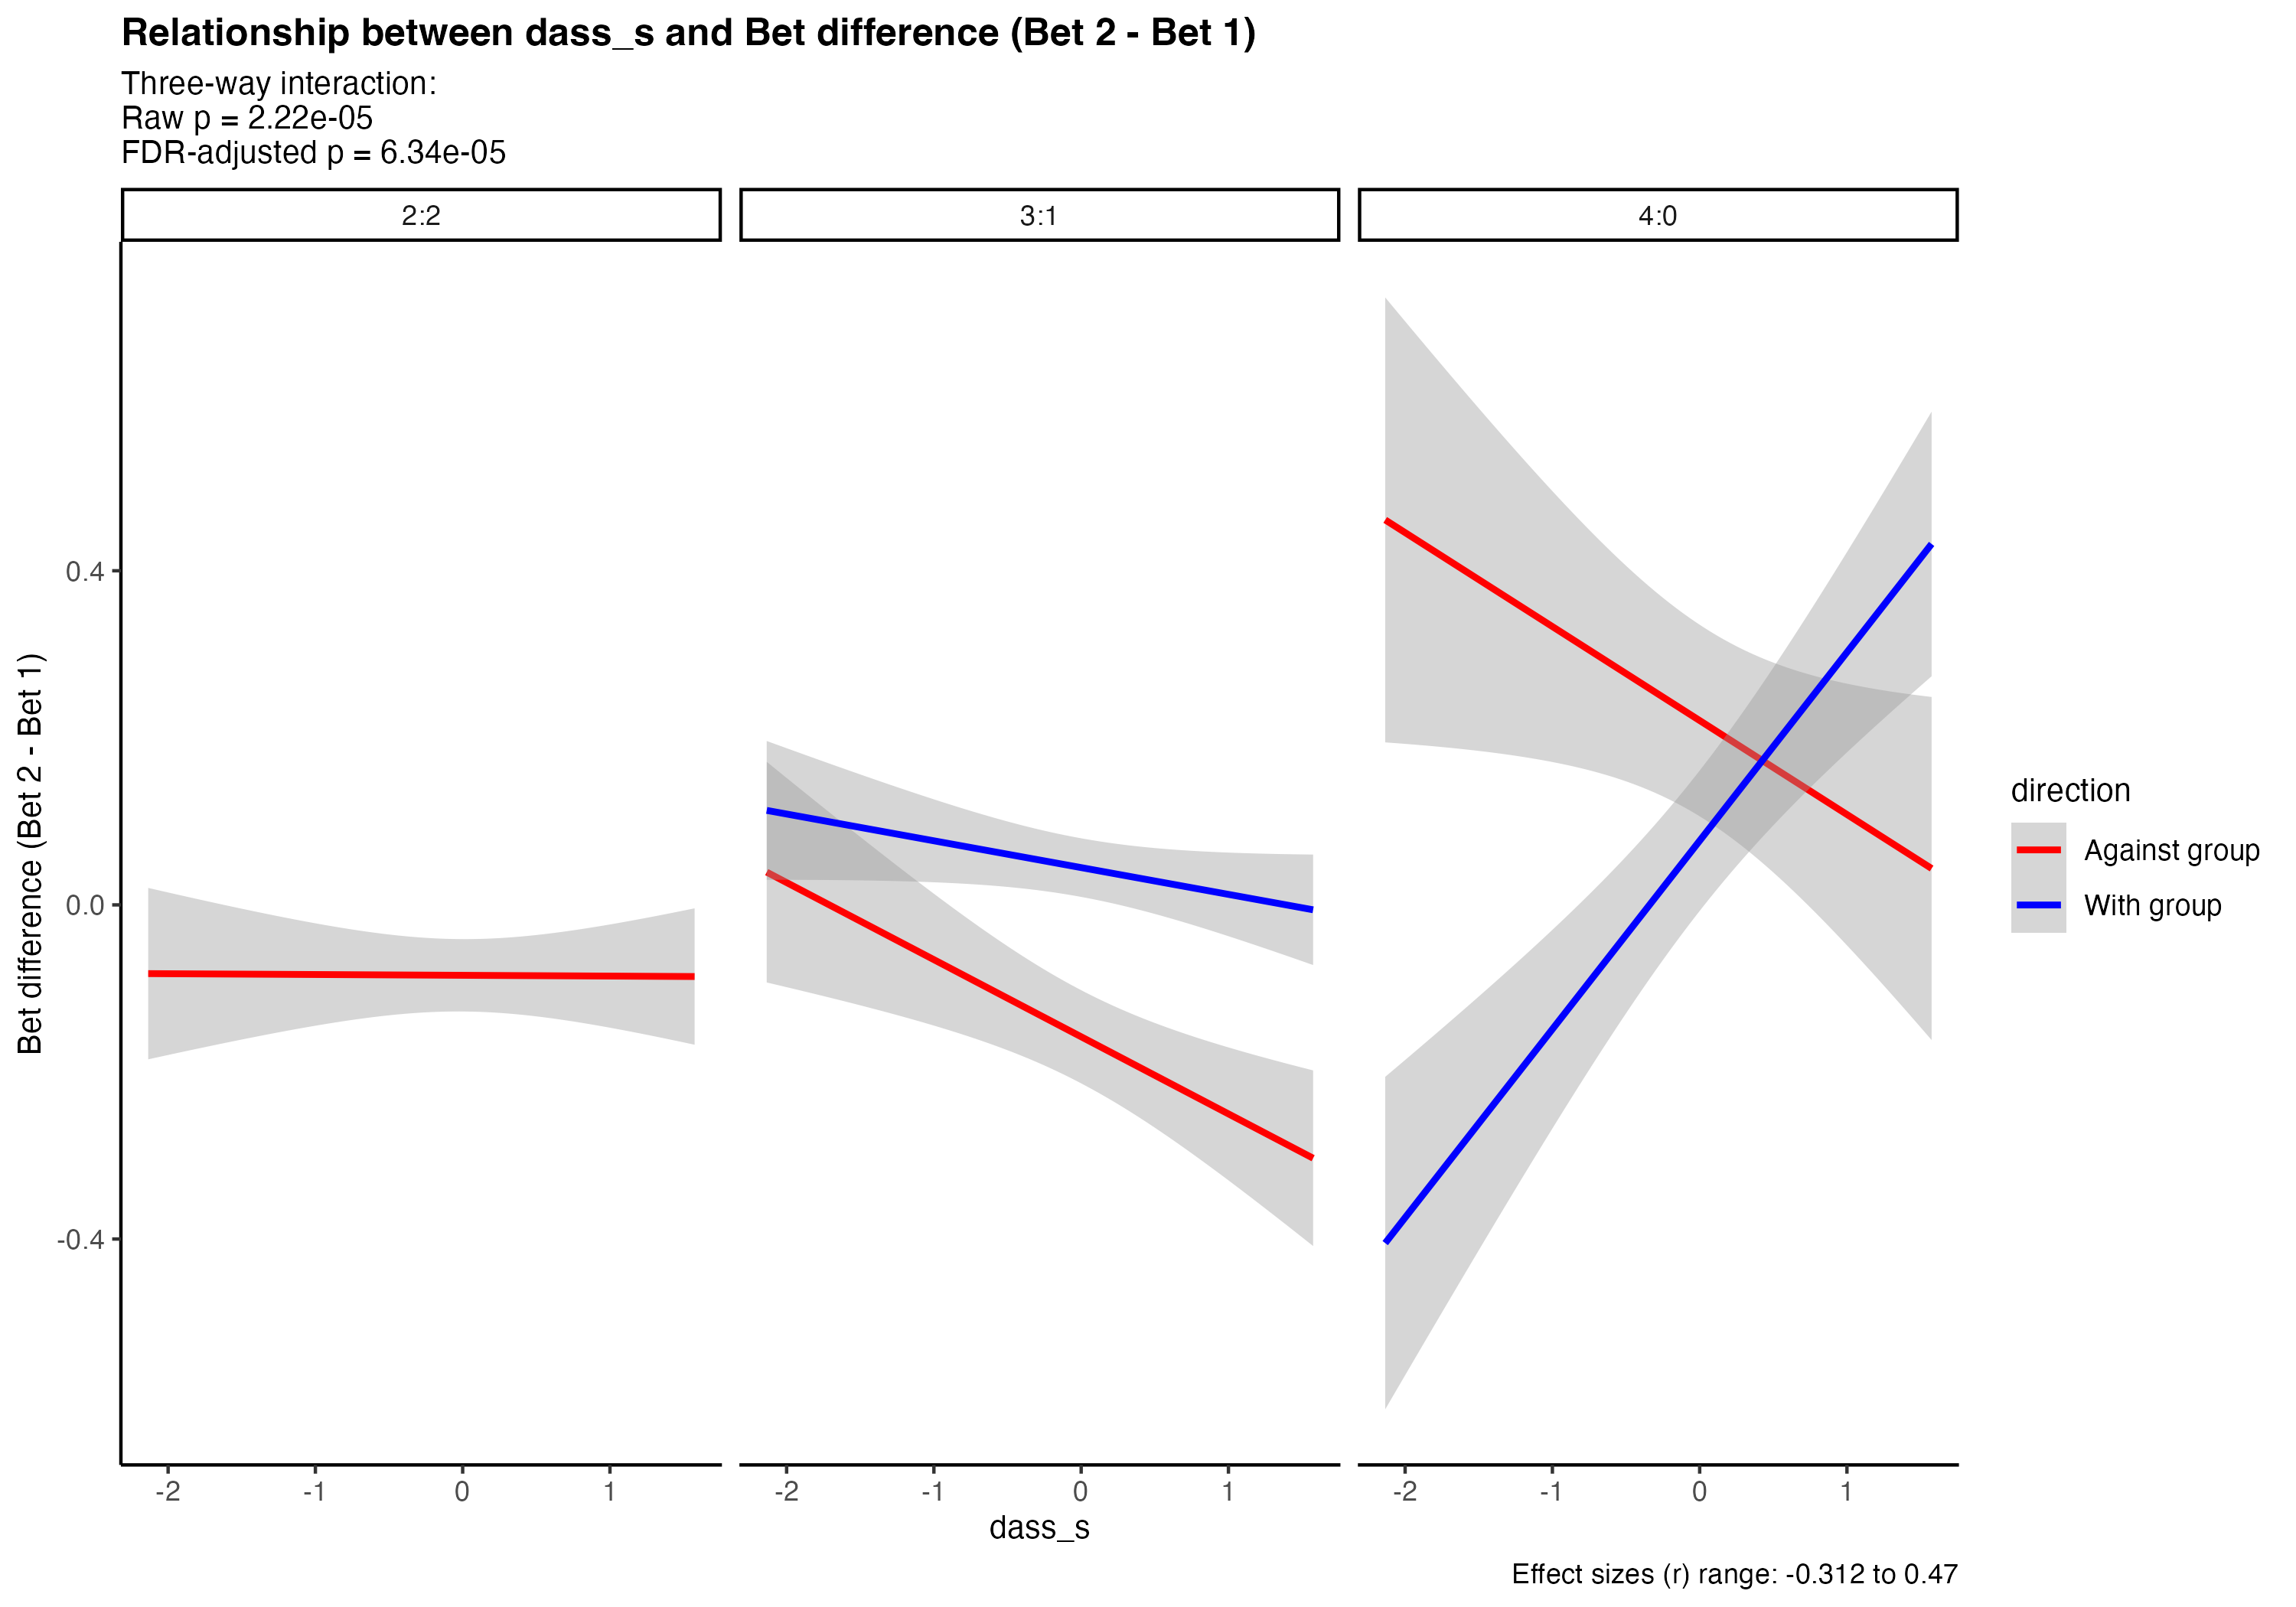 Relationship between dass_s and Bet difference (Bet 2 - Bet 1)
Three-way interaction:
Raw p = 2.22e-05
FDR-adjusted p = 6.34e-05
2:2
3:1
4:0
Bet difference (Bet 2 - Bet 1)
0.4
0.0
-0.4
-2
-1
0
1
-2
-1
0
1
-2
-1
0
1
dass_s
direction
Against group
With group
Effect sizes (r) range: -0.312 to 0.47